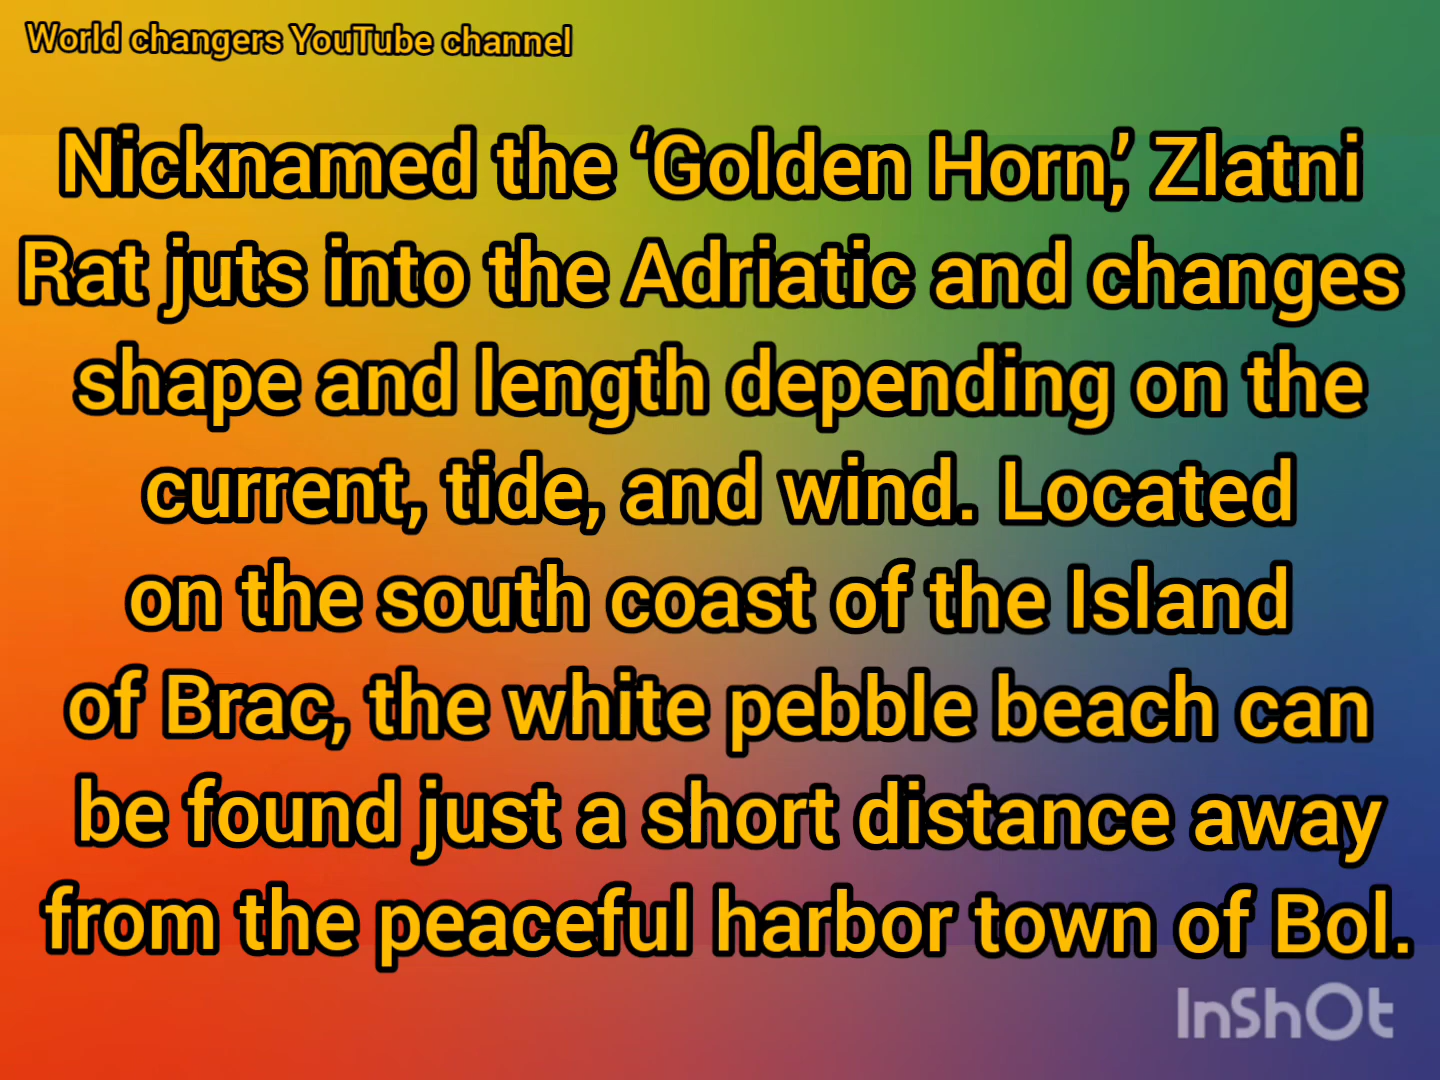 World changers YouTube channel
Nicknamed the ‘Golden Horn,’ Zlatni
Rat juts into the Adriatic and changes
shape and length depending on the
current, tide, and wind. Located
on the south coast of the Island
of Brac, the white pebble beach can
be found just a short distance away
from the peaceful harbor town of Bol.
InShOt